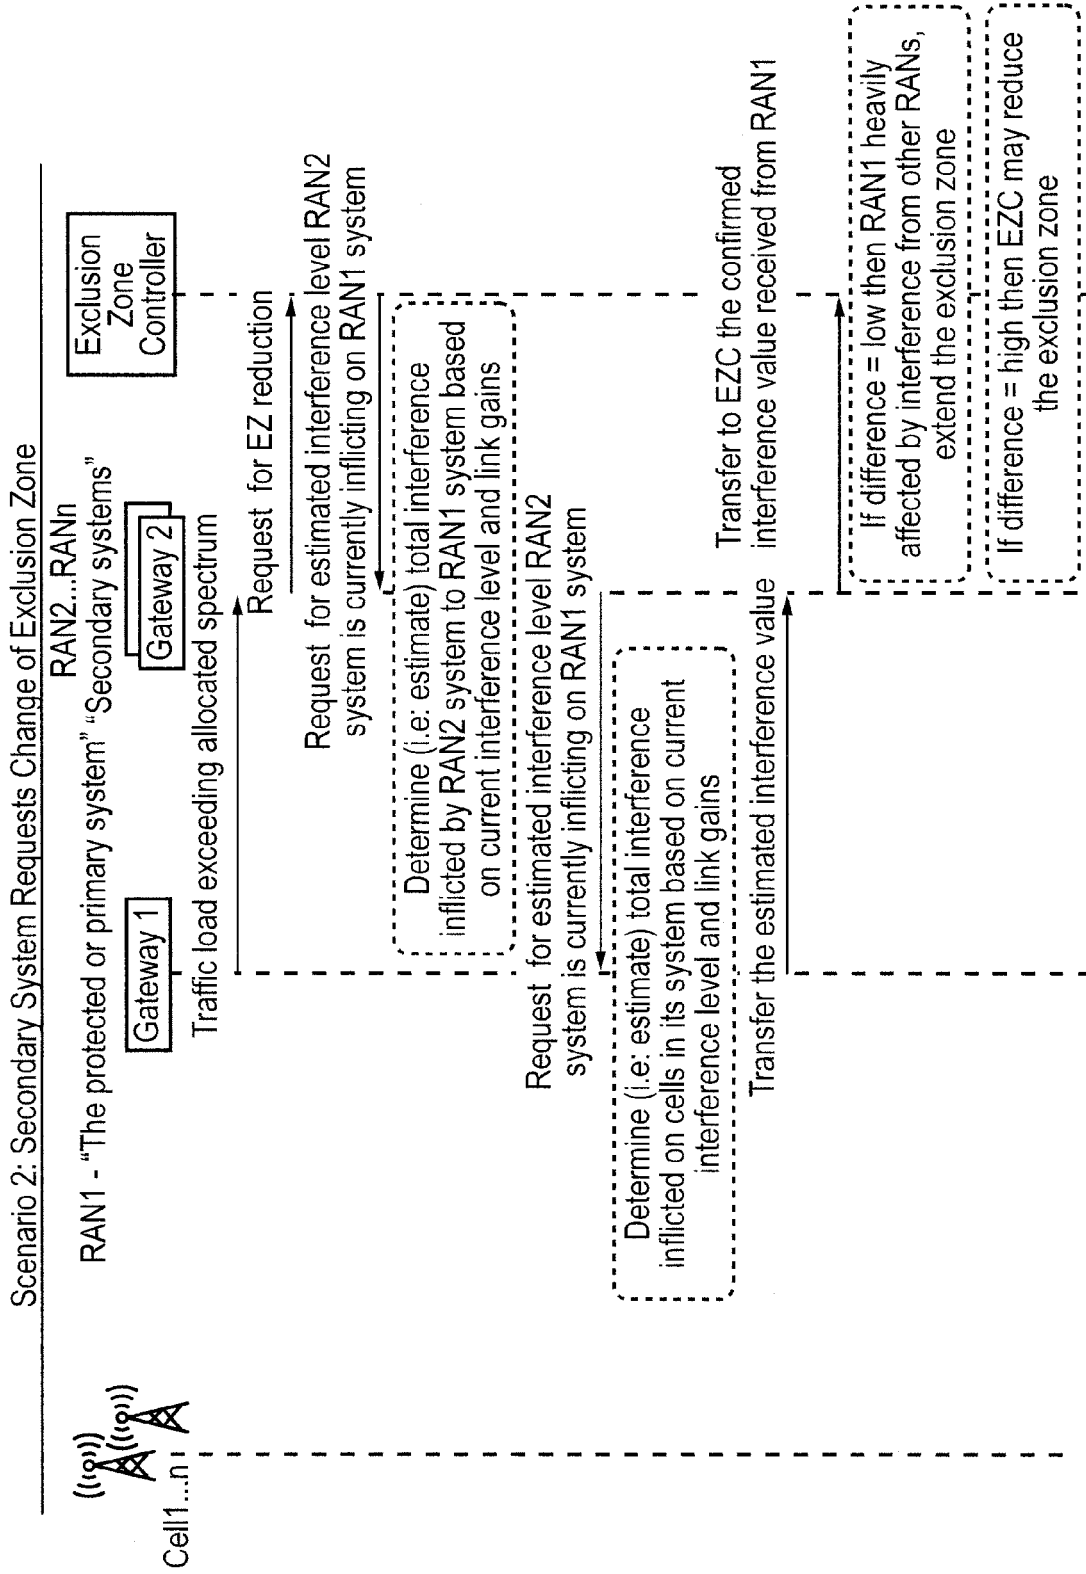 Scenario 2: Secondary System Requests Change of Exclusion Zone
RAN2...RANn
RAN1 - “The protected or primary system” “Secondary systems”
Cell1...n
Gateway 1
Gateway 2
Exclusion
Zone
Controller
Traffic load exceeding allocated spectrum
Request for EZ reduction
Request for estimated interference level RAN2
system is currently inflicting on RAN1 system
Determine (i.e: estimate) total interference
inflicted by RAN2 system to RAN1 system based
on current interference level and link gains
Request for estimated interference level RAN2
system is currently inflicting on RAN1 system
Determine (i.e: estimate) total interference
inflicted on cells in its system based on current
interference level and link gains
Transfer the estimated interference value
Transfer to EZC the confirmed
interference value received from RAN1
If difference = low then RAN1 heavily
affected by interference from other RANs,
extend the exclusion zone
If difference = high then EZC may reduce
the exclusion zone